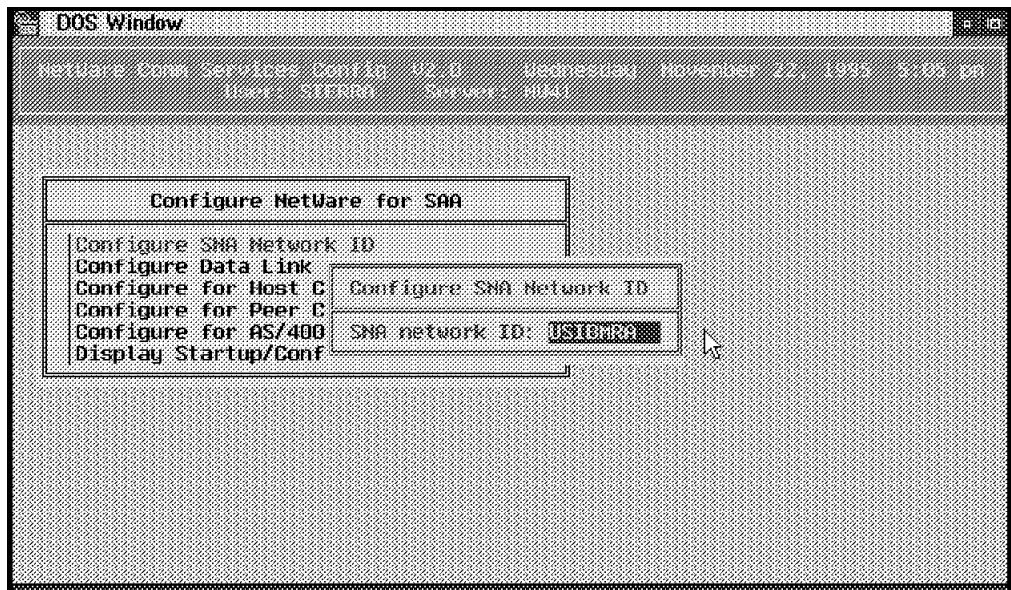 DOS Window
NetWare Comm Services Config V2.0 Wednesday November 22, 1995 5:05 pm
User: SIERRA Server: NW41
Configure NetWare for SAA
Configure SNA Network ID
Configure Data Link
Configure for Host C
Configure for Peer C
Configure for AS/400
Display Startup/Conf
Configure SNA Network ID
SNA network ID: USIBMRA